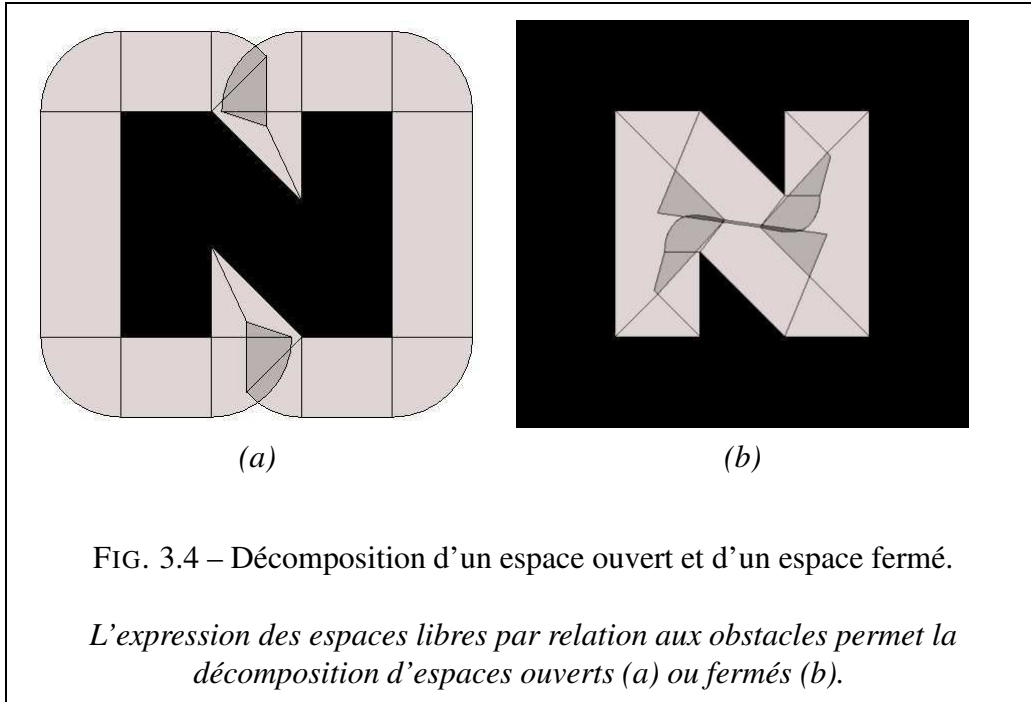 (a)
(b)
FIG. 3.4 – Décomposition d'un espace ouvert et d'un espace fermé.
L'expression des espaces libres par relation aux obstacles permet la
décomposition d'espaces ouverts (a) ou fermés (b).